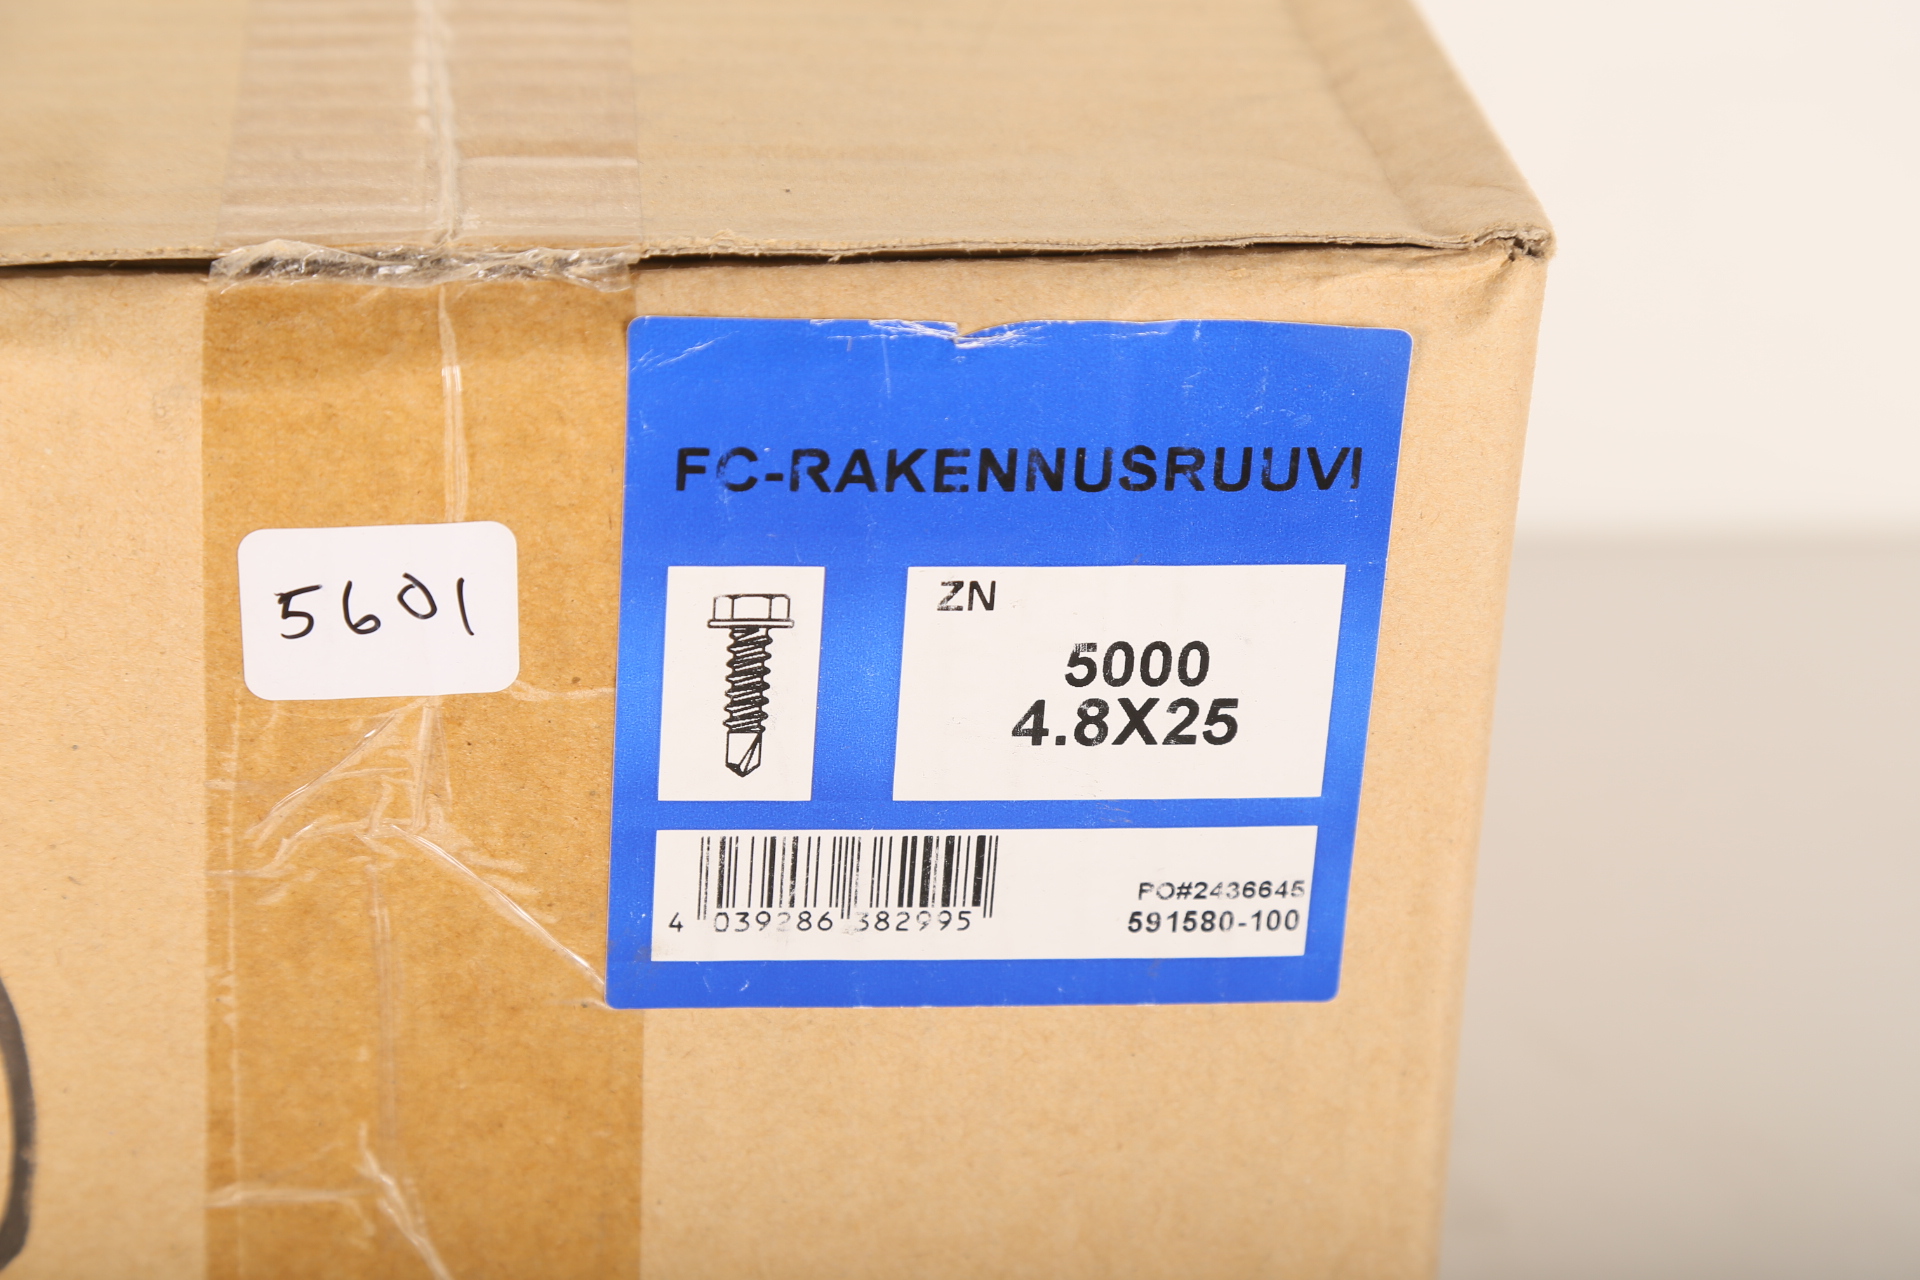 FC-RAKENNUSRUUVI
5601
ZN
5000
4.8X25
PO#2436645
591580-100
4 039286 382995